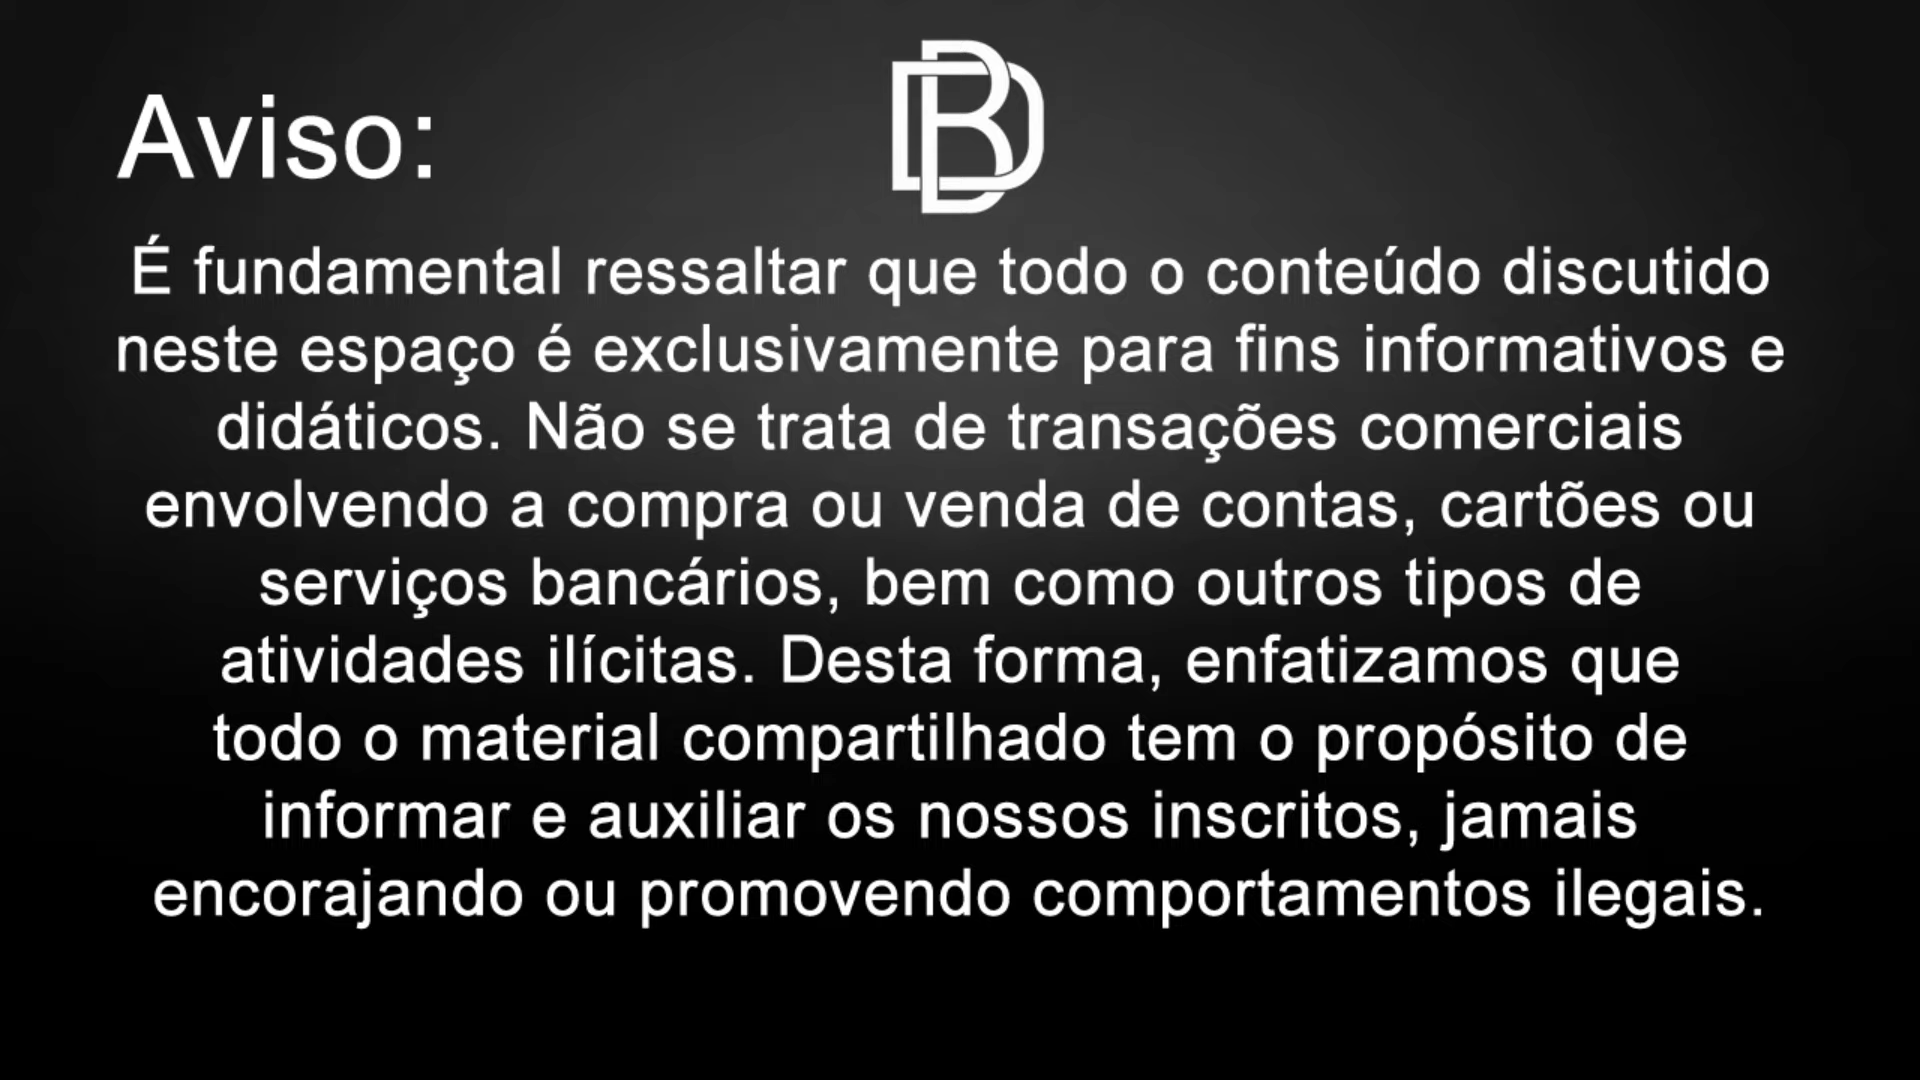 BD
Aviso:
É fundamental ressaltar que todo o conteúdo discutido
neste espaço é exclusivamente para fins informativos e
didáticos. Não se trata de transações comerciais
envolvendo a compra ou venda de contas, cartões ou
serviços bancários, bem como outros tipos de
atividades ilícitas. Desta forma, enfatizamos que
todo o material compartilhado tem o propósito de
informar e auxiliar os nossos inscritos, jamais
encorajando ou promovendo comportamentos ilegais.